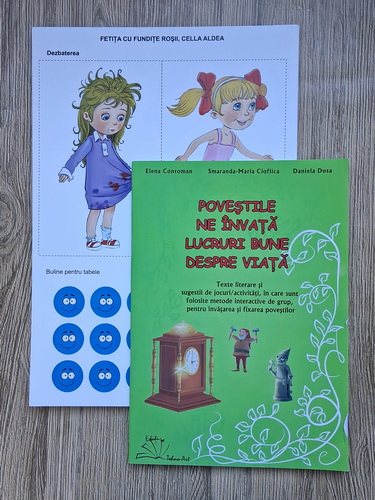 FETIȚA CU FUNDIȚE ROȘII, CELLA ALDEA
Dezbaterea
Buline pentru tabele
Elena Contoman Smaranda-Maria Cioflica Daniela Dosa
POVEȘTILE
NE ÎNVAȚĂ
LUCRURI BUNE
DESPRE VIAȚĂ
Texte literare și
sugestii de jocuri/activități, în care sunt
folosite metode interactive de grup,
pentru învățarea și fixarea poveștilor